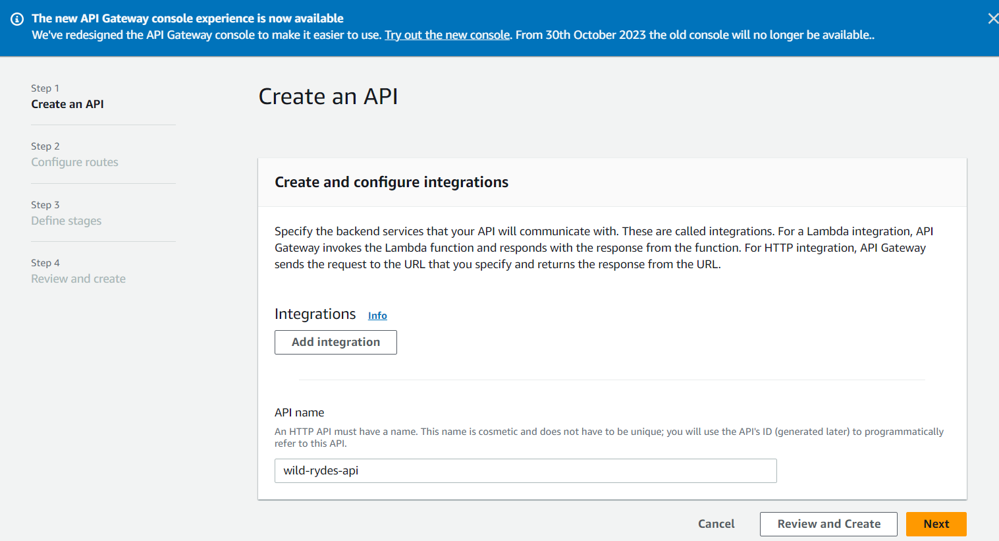 The new API Gateway console experience is now available
We've redesigned the API Gateway console to make it easier to use. Try out the new console. From 30th October 2023 the old console will no longer be available..
Step 1
Create an API
Step 2
Configure routes
Step 3
Define stages
Step 4
Review and create
Create an API
Create and configure integrations
Specify the backend services that your API will communicate with. These are called integrations. For a Lambda integration, API
Gateway invokes the Lambda function and responds with the response from the function. For HTTP integration, API Gateway
sends the request to the URL that you specify and returns the response from the URL.
Integrations Info
Add integration
API name
An HTTP API must have a name. This name is cosmetic and does not have to be unique; you will use the API's ID (generated later) to programmatically
refer to this API.
wild-rydes-api
Cancel Review and Create Next